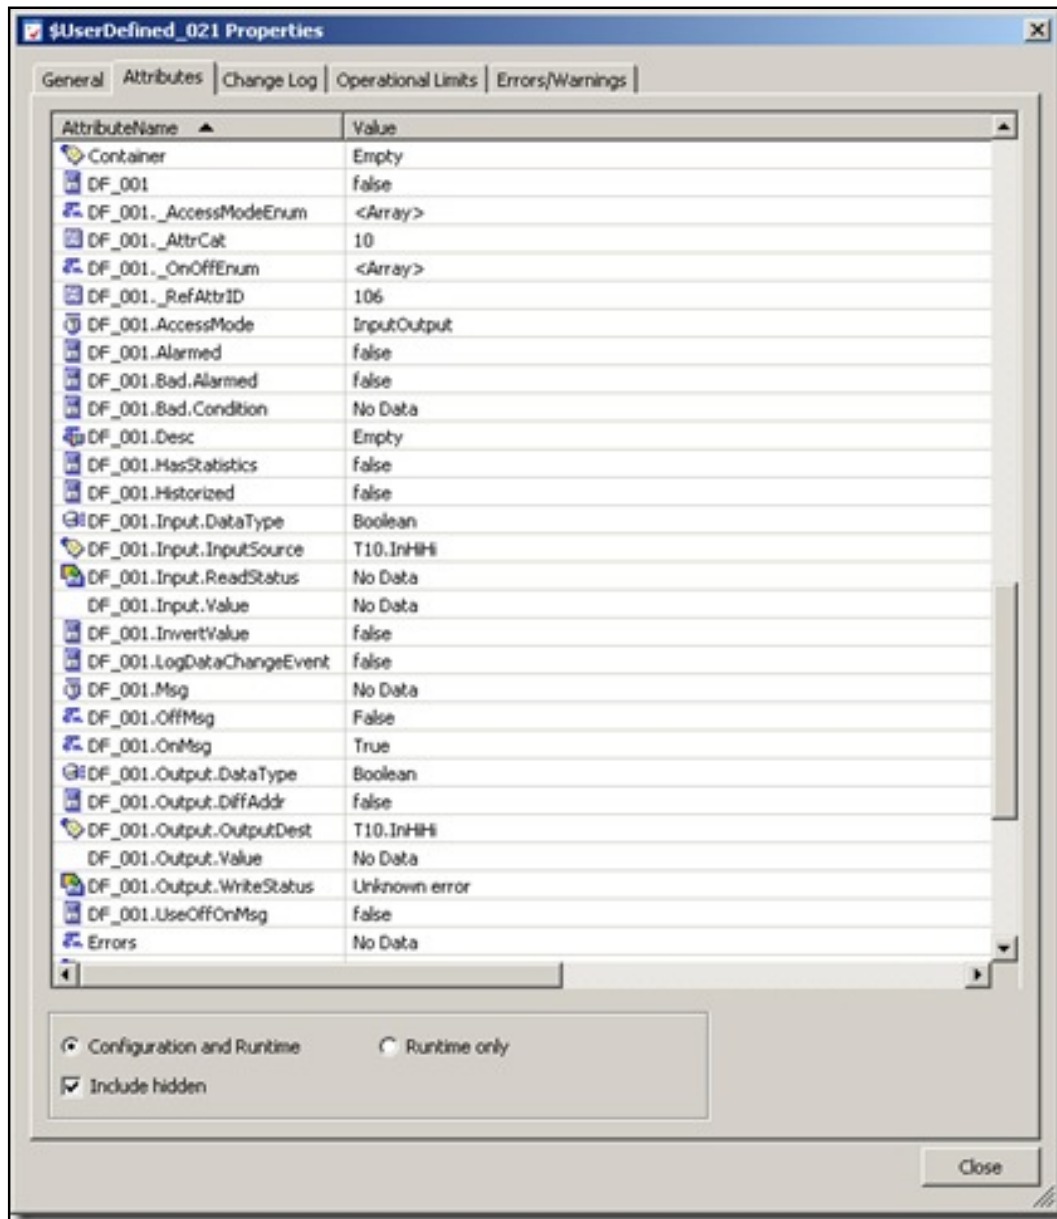 $UserDefined_021 Properties
General Attributes Change Log Operational Limits Errors/Warnings
AttributeName Value
Container Empty
DF_001 false
DF_001._AccessModeEnum <Array>
DF_001._AttrCat 10
DF_001._OnOffEnum <Array>
DF_001._RefAttrID 106
DF_001.AccessMode InputOutput
DF_001.Alarmed false
DF_001.Bad.Alarmed false
DF_001.Bad.Condition No Data
DF_001.Desc Empty
DF_001.HasStatistics false
DF_001.Historized false
DF_001.Input.DataType Boolean
DF_001.Input.InputSource T10.InHiHi
DF_001.Input.ReadStatus No Data
DF_001.Input.Value No Data
DF_001.InvertValue false
DF_001.LogDataChangeEvent false
DF_001.Msg No Data
DF_001.OffMsg False
DF_001.OnMsg True
DF_001.Output.DataType Boolean
DF_001.Output.DiffAddr false
DF_001.Output.OutputDest T10.InHiHi
DF_001.Output.Value No Data
DF_001.Output.WriteStatus Unknown error
DF_001.UseOffOnMsg false
Errors No Data
Configuration and Runtime Runtime only
Include hidden
Close